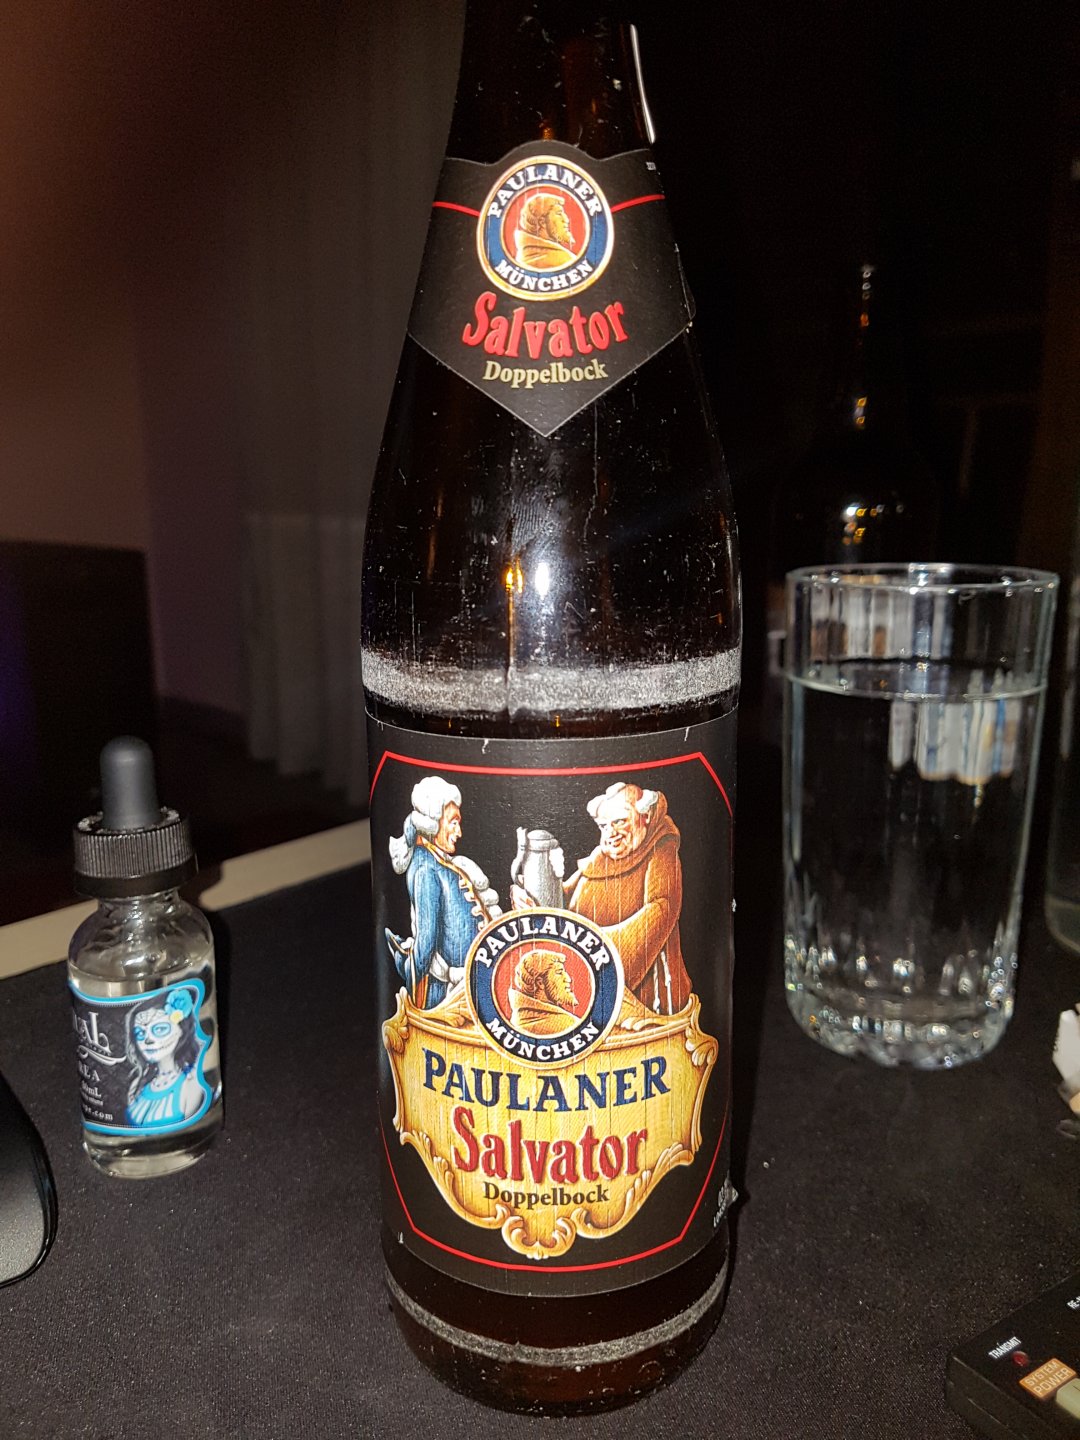 PAULANER
MÜNCHEN
Salvator
Doppelbock
PAULANER
MÜNCHEN
PAULANER
Salvator
Doppelbock
TRANSMIT
SYSTEM
POWER